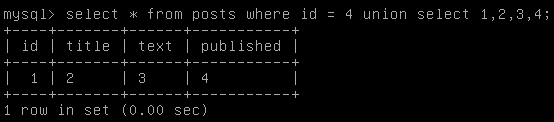 mysql> select * from posts where id = 4 union select 1,2,3,4;
+----+-------+------+-----------+
| id | title | text | published |
+----+-------+------+-----------+
|  1 | 2     | 3    | 4         |
+----+-------+------+-----------+
1 row in set (0.00 sec)